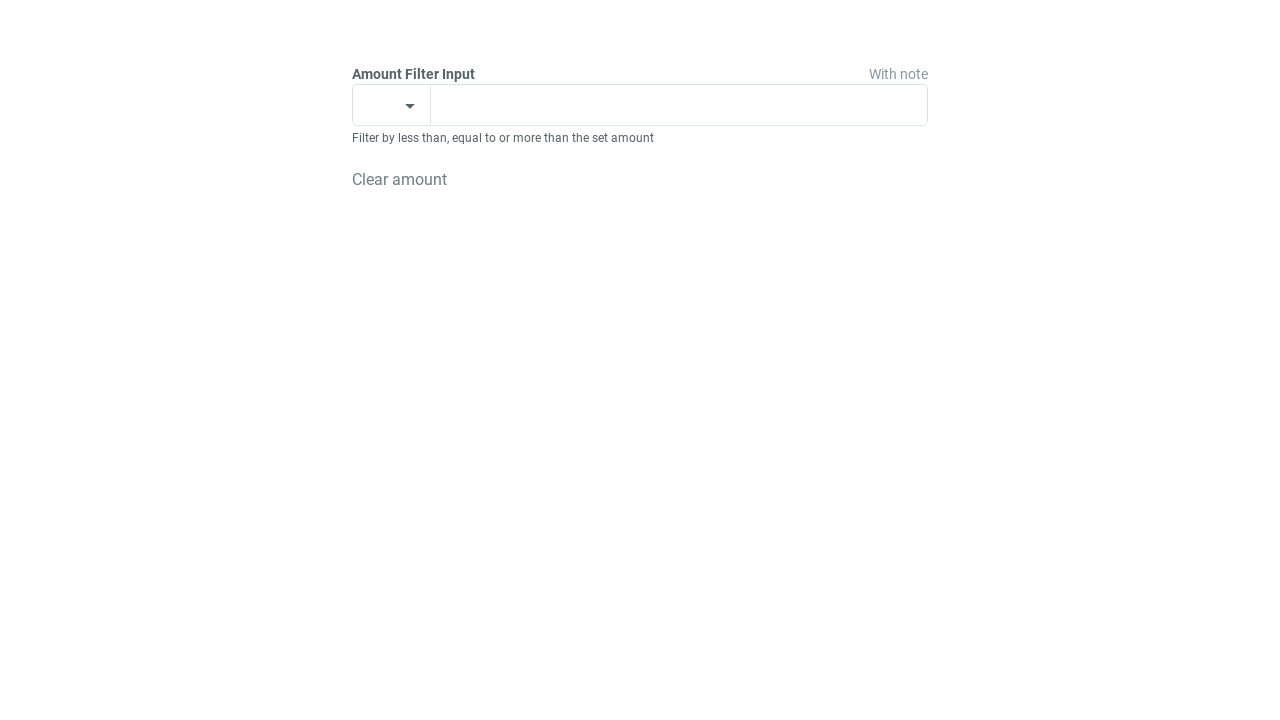 Amount Filter Input With note
Filter by less than, equal to or more than the set amount
Clear amount